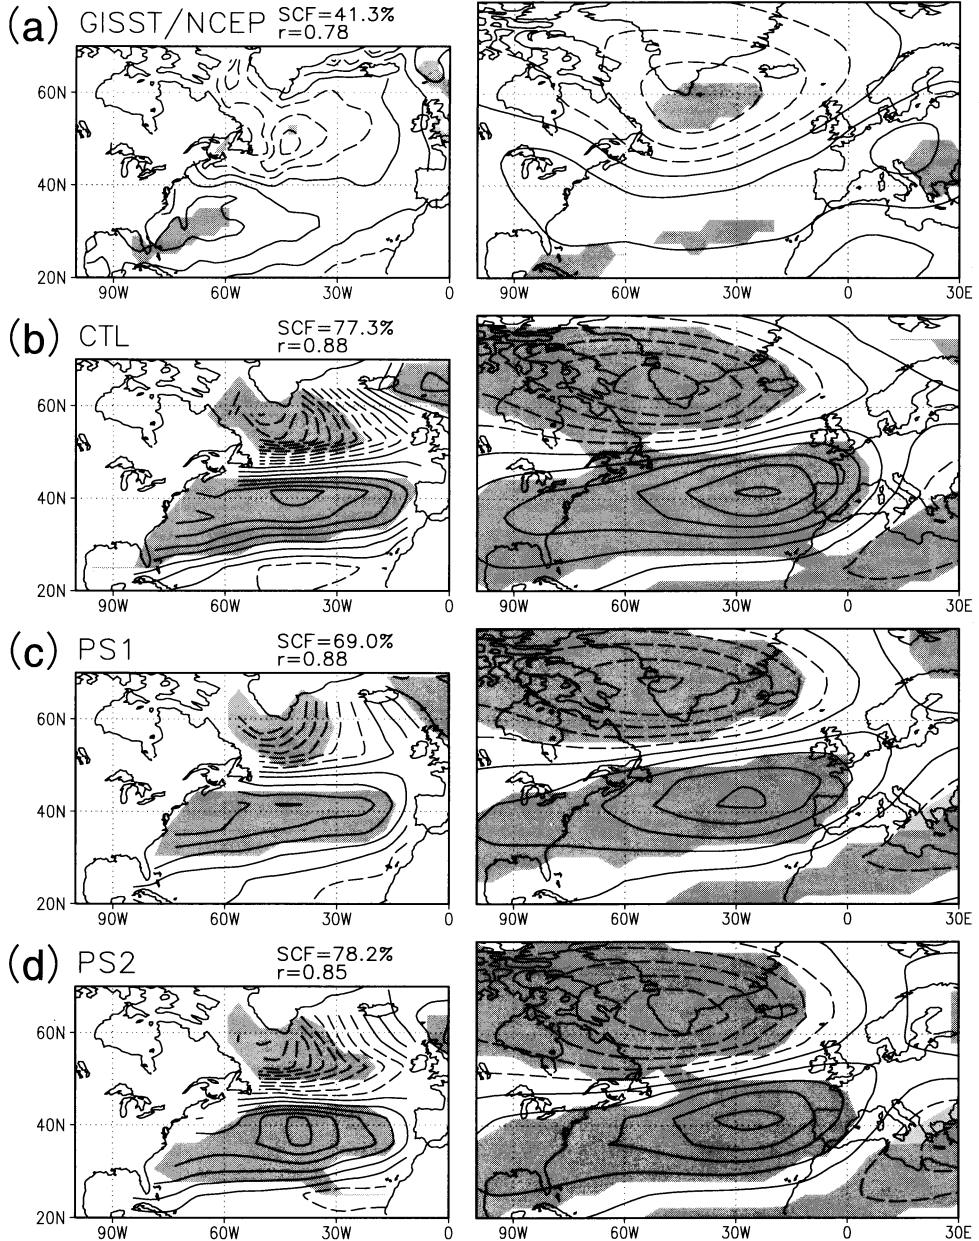 (a) GISST/NCEP SCF=41.3%
r=0.78
60N
40N
20N
90W 60W 30W 0 90W 60W 30W 0 30E
(b) CTL SCF=77.3%
r=0.88
60N
40N
20N
90W 60W 30W 0 90W 60W 30W 0 30E
(c) PS1 SCF=69.0%
r=0.88
60N
40N
20N
90W 60W 30W 0 90W 60W 30W 0 30E
(d) PS2 SCF=78.2%
r=0.85
60N
40N
20N
90W 60W 30W 0 90W 60W 30W 0 30E